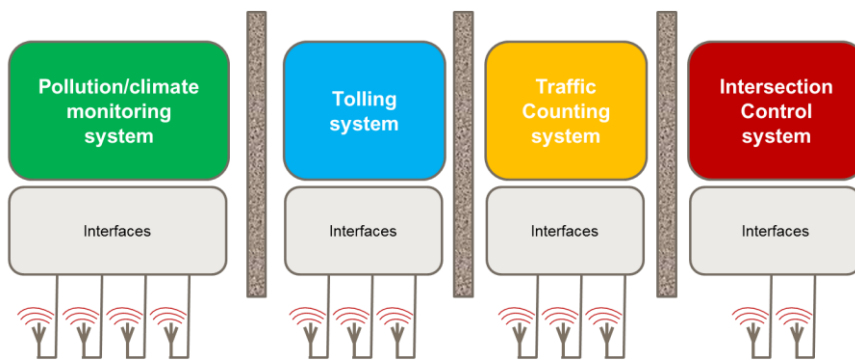 Pollution/climate
monitoring
system
Tolling
system
Traffic
Counting
system
Intersection
Control
system
Interfaces
Interfaces
Interfaces
Interfaces